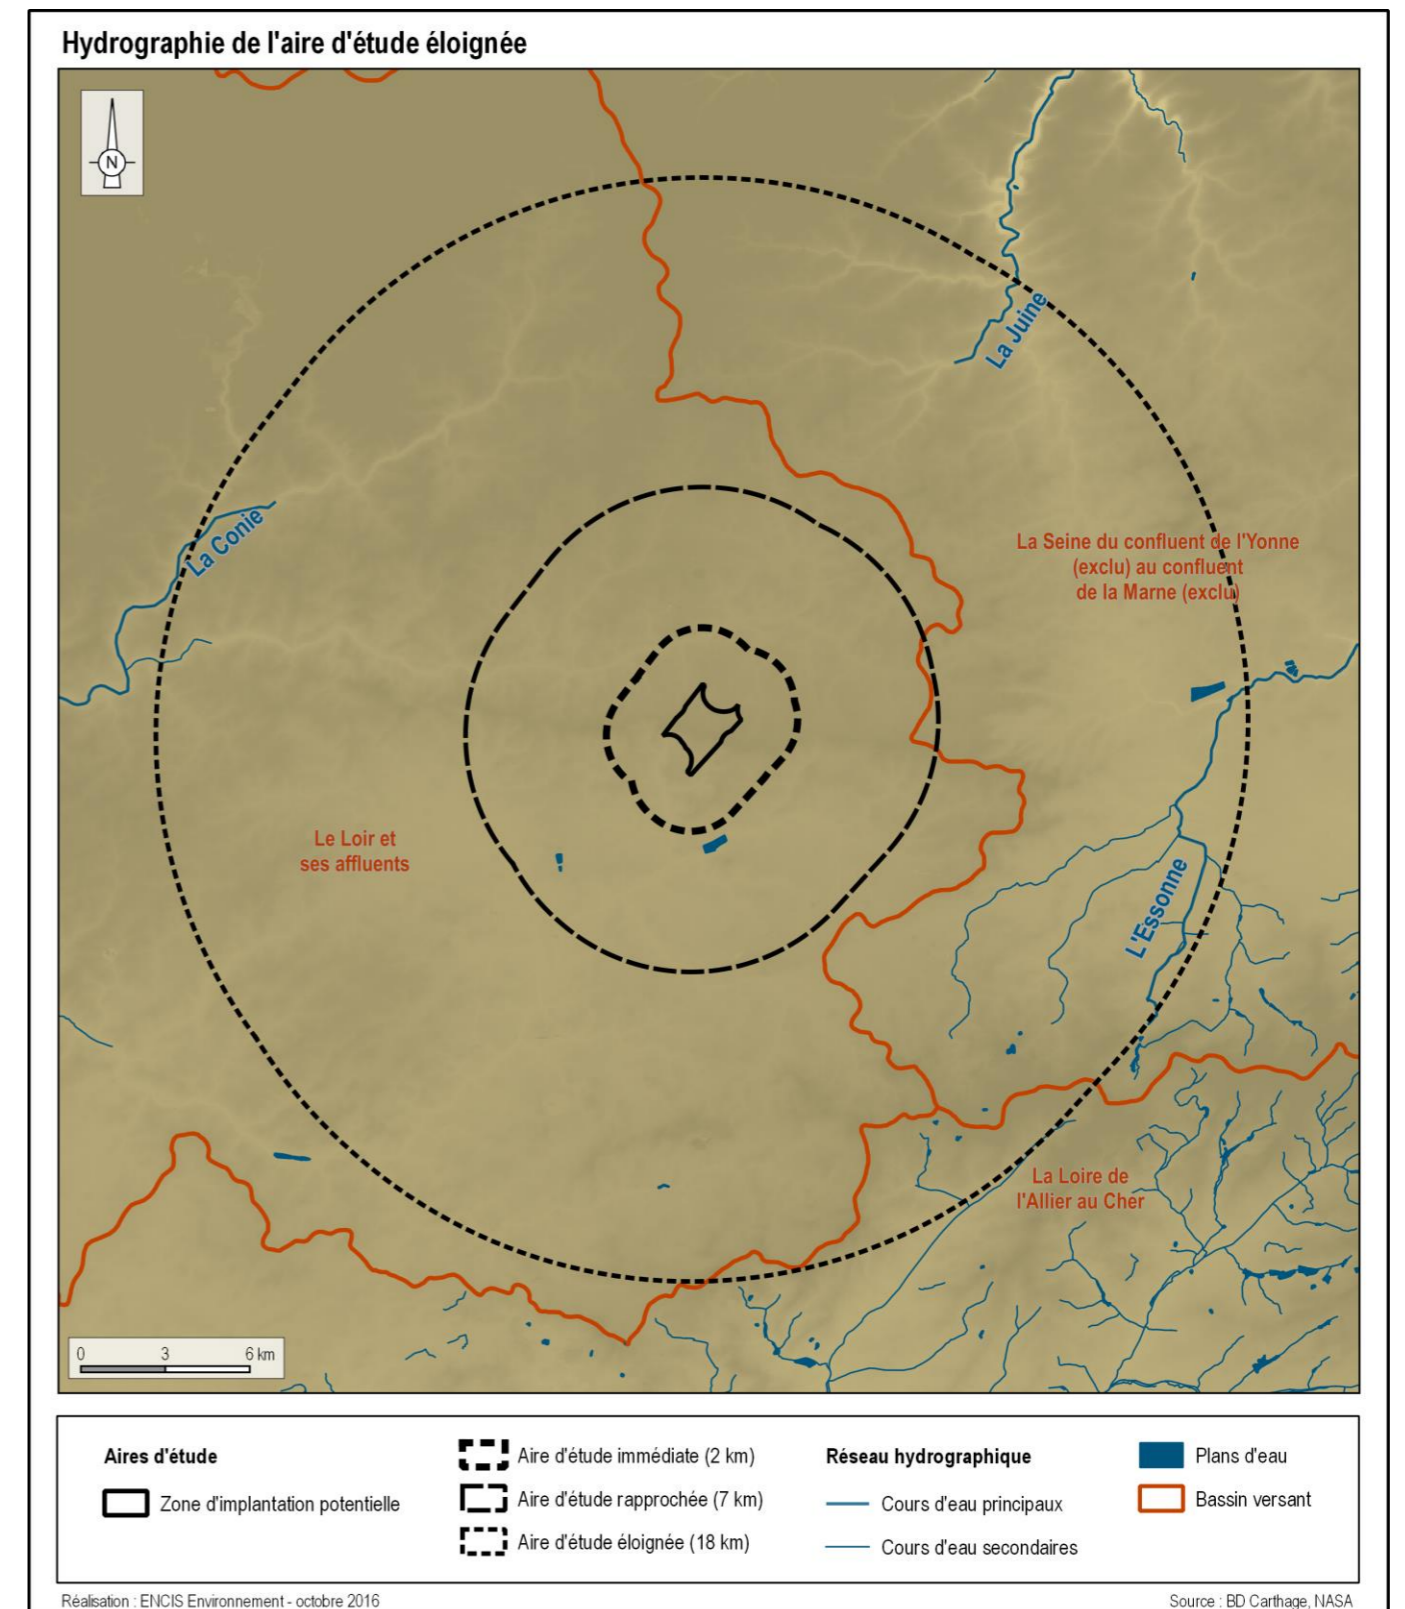 Hydrographie de l'aire d'étude éloignée
N
La Juine
La Conie
La Seine du confluent de l'Yonne
(exclu) au confluent
de la Marne (exclu)
Le Loir et
ses affluents
L'Essonne
La Loire de
l'Allier au Cher
0 3 6 km
Aires d'étude
Zone d'implantation potentielle
Aire d'étude immédiate (2 km)
Aire d'étude rapprochée (7 km)
Aire d'étude éloignée (18 km)
Réseau hydrographique
Cours d'eau principaux
Cours d'eau secondaires
Plans d'eau
Bassin versant
Réalisation : ENCIS Environnement - octobre 2016
Source : BD Carthage, NASA